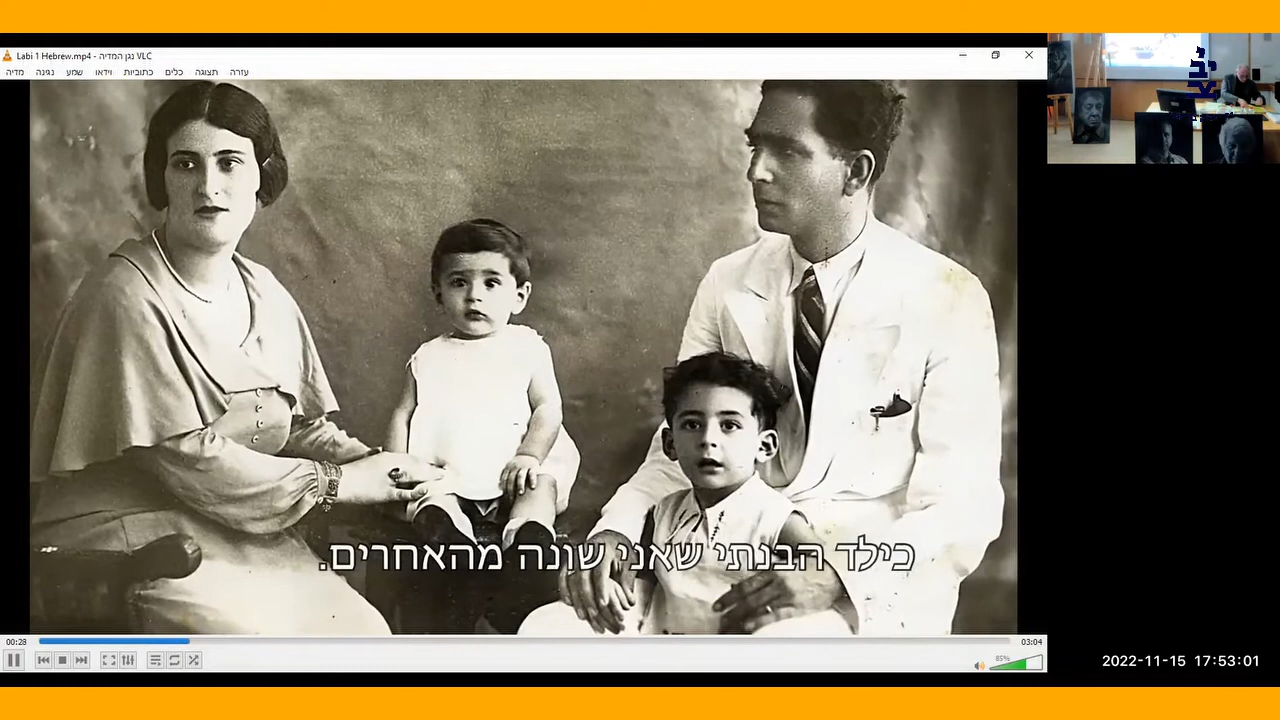 Labi 1 Hebrew.mp4 - נגן המדיה VLC
מדיה נגינה שמע וידאו כתוביות כלים תצוגה עזרה
כילד הבנתי שאני שונה מהאחרים.
00:28
03:04
85%
2022-11-15 17:53:01